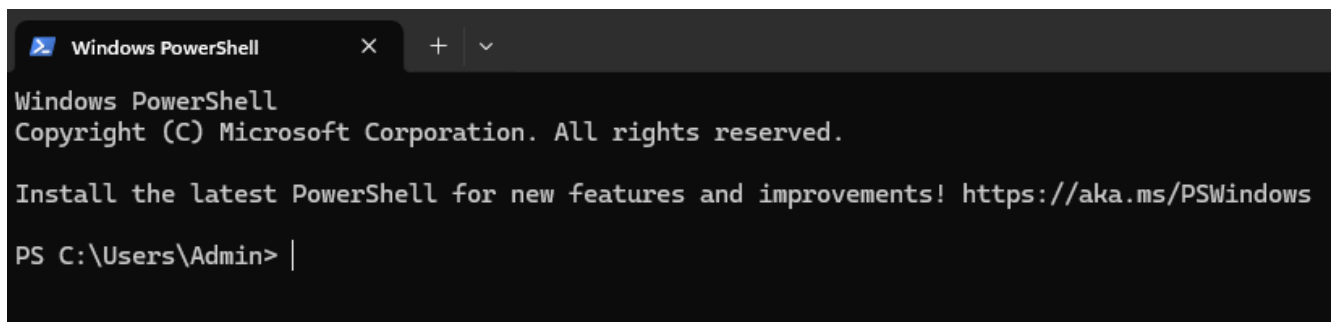 Windows PowerShell
Windows PowerShell
Copyright (C) Microsoft Corporation. All rights reserved.
Install the latest PowerShell for new features and improvements! https://aka.ms/PSWindows
PS C:\Users\Admin>